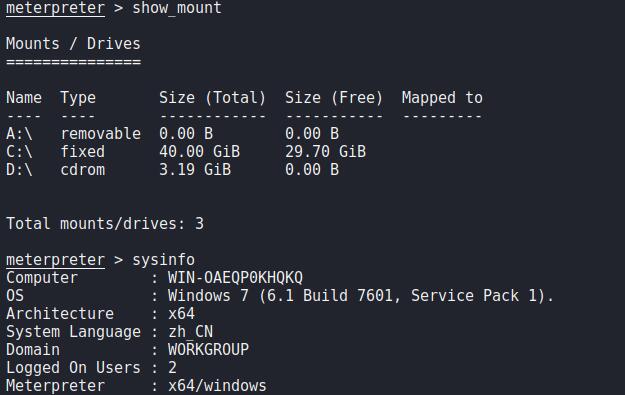 meterpreter > show_mount
Mounts / Drives
===============
Name  Type       Size (Total)  Size (Free)  Mapped to
----  ----       ------------  -----------  ---------
A:\   removable  0.00 B        0.00 B
C:\   fixed      40.00 GiB     29.70 GiB
D:\   cdrom      3.19 GiB      0.00 B
Total mounts/drives: 3
meterpreter > sysinfo
Computer        : WIN-OAEQP0KHQKQ
OS              : Windows 7 (6.1 Build 7601, Service Pack 1).
Architecture    : x64
System Language : zh_CN
Domain          : WORKGROUP
Logged On Users : 2
Meterpreter     : x64/windows